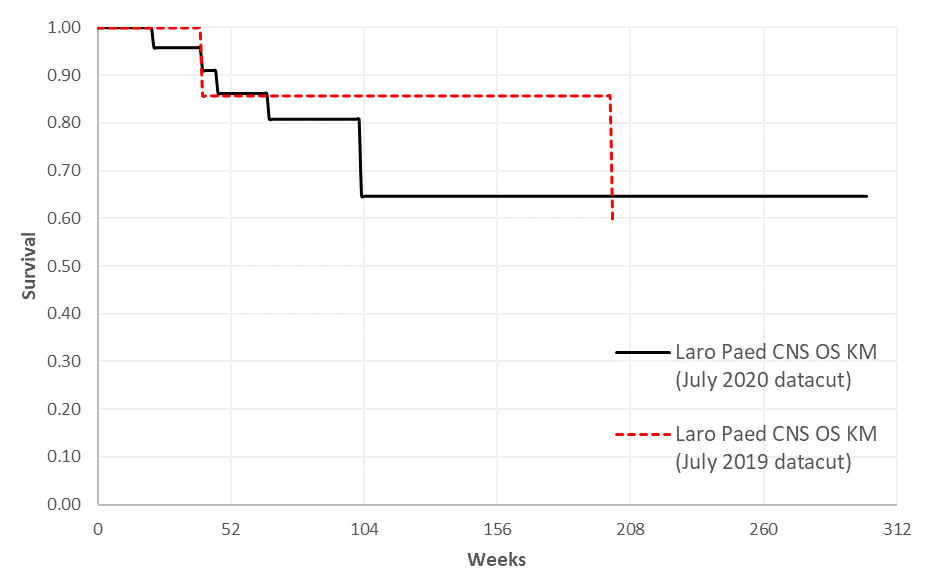 1.00
0.90
0.80
0.70
0.60
0.50
0.40
0.30
0.20
0.10
0.00
Survival
0 52 104 156 208 260 312
Weeks
Laro Paed CNS OS KM
(July 2020 datacut)
Laro Paed CNS OS KM
(July 2019 datacut)